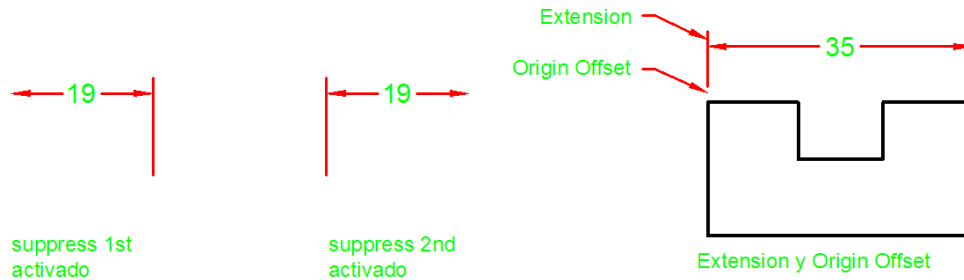 Extension
35
Origin Offset
19
19
suppress 1st
activado
suppress 2nd
activado
Extension y Origin Offset